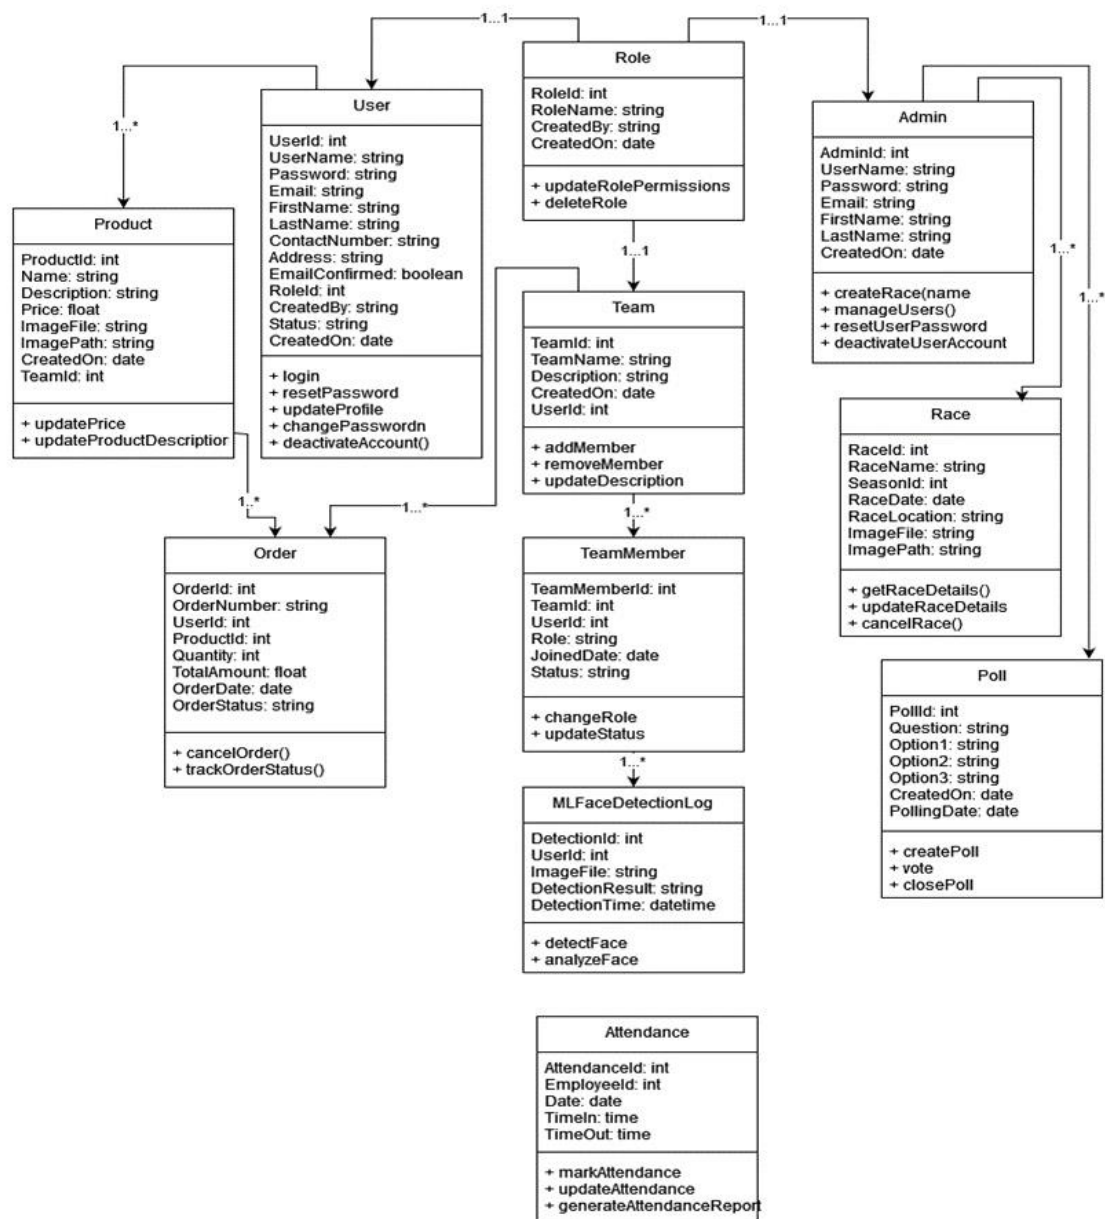 1...1
1...1
Role
RoleId: int
RoleName: string
CreatedBy: string
CreatedOn: date
+ updateRolePermissions
+ deleteRole
User
UserId: int
UserName: string
Password: string
Email: string
FirstName: string
LastName: string
ContactNumber: string
Address: string
EmailConfirmed: boolean
RoleId: int
CreatedBy: string
Status: string
CreatedOn: date
+ login
+ resetPassword
+ updateProfile
+ changePasswordn
+ deactivateAccount()
Admin
AdminId: int
UserName: string
Password: string
Email: string
FirstName: string
LastName: string
CreatedOn: date
+ createRace(name
+ manageUsers()
+ resetUserPassword
+ deactivateUserAccount
1...*
Product
ProductId: int
Name: string
Description: string
Price: float
ImageFile: string
ImagePath: string
CreatedOn: date
TeamId: int
+ updatePrice
+ updateProductDescriptior
1...1
1...*
1...*
Team
TeamId: int
TeamName: string
Description: string
CreatedOn: date
UserId: int
+ addMember
+ removeMember
+ updateDescription
Race
RaceId: int
RaceName: string
SeasonId: int
RaceDate: date
RaceLocation: string
ImageFile: string
ImagePath: string
+ getRaceDetails()
+ updateRaceDetails
+ cancelRace()
1..*
1...*
1...*
Order
OrderId: int
OrderNumber: string
UserId: int
ProductId: int
Quantity: int
TotalAmount: float
OrderDate: date
OrderStatus: string
+ cancelOrder()
+ trackOrderStatus()
TeamMember
TeamMemberId: int
TeamId: int
UserId: int
Role: string
JoinedDate: date
Status: string
+ changeRole
+ updateStatus
Poll
PollId: int
Question: string
Option1: string
Option2: string
Option3: string
CreatedOn: date
PollingDate: date
+ createPoll
+ vote
+ closePoll
1...*
MLFaceDetectionLog
DetectionId: int
UserId: int
ImageFile: string
DetectionResult: string
DetectionTime: datetime
+ detectFace
+ analyzeFace
Attendance
AttendanceId: int
EmployeeId: int
Date: date
TimeIn: time
TimeOut: time
+ markAttendance
+ updateAttendance
+ generateAttendanceReport